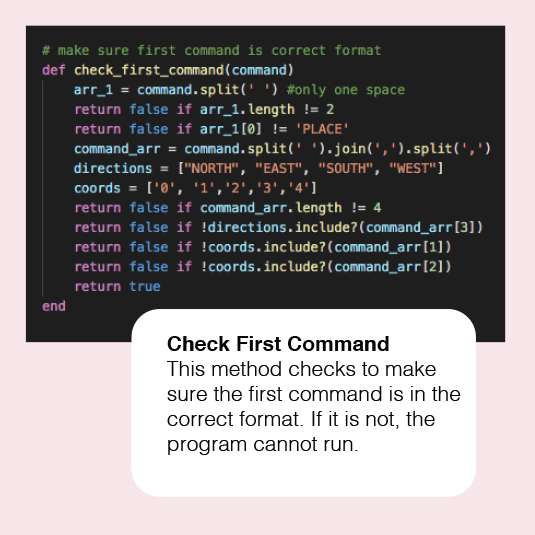 # make sure first command is correct format
def check_first_command(command)
    arr_1 = command.split(' ') #only one space
    return false if arr_1.length != 2
    return false if arr_1[0] != 'PLACE'
    command_arr = command.split(' ').join(',').split(',')
    directions = ["NORTH", "EAST", "SOUTH", "WEST"]
    coords = ['0', '1','2','3','4']
    return false if command_arr.length != 4
    return false if !directions.include?(command_arr[3])
    return false if !coords.include?(command_arr[1])
    return false if !coords.include?(command_arr[2])
    return true
end
Check First Command
This method checks to make
sure the first command is in the
correct format. If it is not, the
program cannot run.